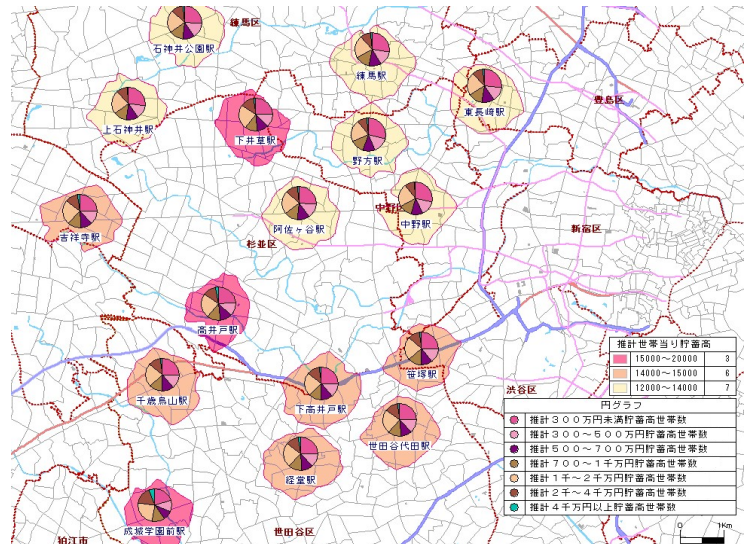 練馬区
石神井公園駅
練馬駅
東長崎駅
豊島区
上石神井駅
下井草駅
野方駅
中野区
中野駅
吉祥寺駅
阿佐ヶ谷駅
杉並区
新宿区
高井戸駅
笹塚駅
千歳烏山駅
下高井戸駅
渋谷区
世田谷代田駅
経堂駅
成城学園前駅
世田谷区
狛江市
推計世帯当り貯蓄高
15000～20000 3
14000～15000 6
12000～14000 7
円グラフ
推計３００万円未満貯蓄高世帯数
推計３００～５００万円貯蓄高世帯数
推計５００～７００万円貯蓄高世帯数
推計７００～１千万円貯蓄高世帯数
推計１千～２千万円貯蓄高世帯数
推計２千～４千万円貯蓄高世帯数
推計４千万円以上貯蓄高世帯数
0 1Km